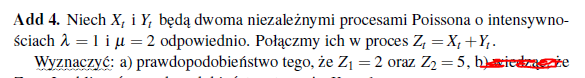 Add 4. Niech Xₜ i Yₜ będą dwoma niezależnymi procesami Poissona o intensywno-
ściach λ = 1 i μ = 2 odpowiednio. Połączmy ich w proces Zₜ = Xₜ + Yₜ.
Wyznaczyć: a) prawdopodobieństwo tego, że Z₁ = 2 oraz Z₂ = 5, b)